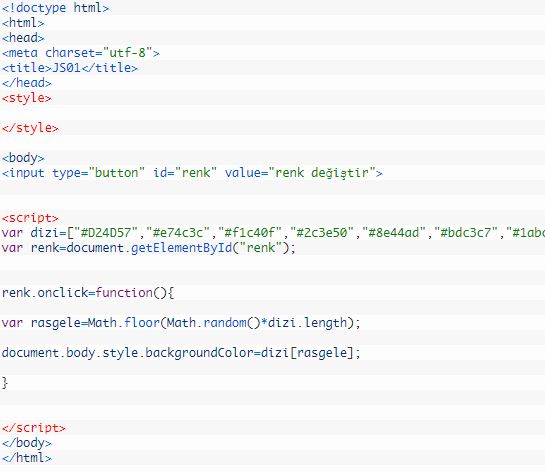 <!doctype html>
<html>
<head>
<meta charset="utf-8">
<title>JS01</title>
</head>
<style>
</style>
<body>
<input type="button" id="renk" value="renk değiştir">
<script>
var dizi=["#D24D57","#e74c3c","#f1c40f","#2c3e50","#8e44ad","#bdc3c7","#1abc
var renk=document.getElementById("renk");
renk.onclick=function(){
var rasgele=Math.floor(Math.random()*dizi.length);
document.body.style.backgroundColor=dizi[rasgele];
}
</script>
</body>
</html>